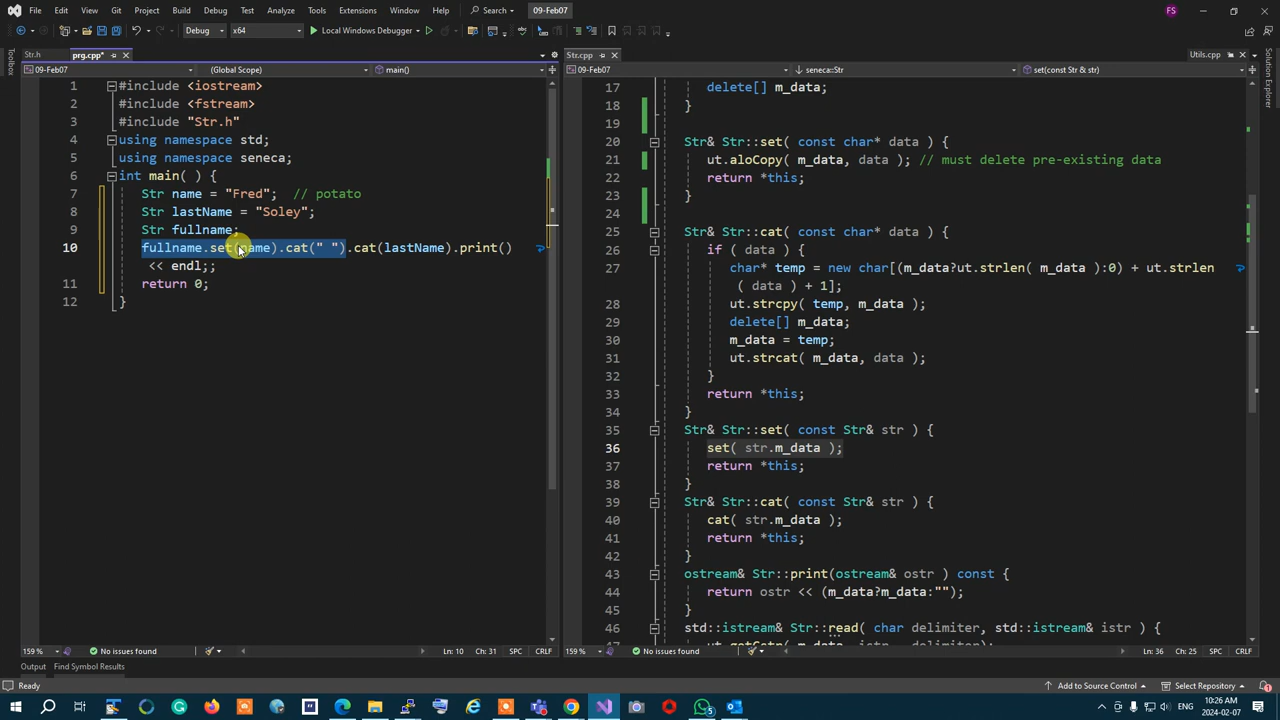 File Edit View Git Project Build Debug Test Analyze Tools Extensions Window Help Search 09-Feb07 FS
Debug x64 Local Windows Debugger
Str.h prg.cpp*
09-Feb07 (Global Scope) main()
1 #include <iostream>
2 #include <fstream>
3 #include "Str.h"
4 using namespace std;
5 using namespace seneca;
6 int main( ) {
7 Str name = "Fred"; // potato
8 Str lastName = "Soley";
9 Str fullname;
10 fullname.set(name).cat(" ").cat(lastName).print()
<< endl;;
11 return 0;
12 }
159 % No issues found Ln: 10 Ch: 31 SPC CRLF
Toolbox
Str.cpp Utils.cpp
09-Feb07 seneca::Str set(const Str & str)
17 delete[] m_data;
18 }
19
20 Str& Str::set( const char* data ) {
21 ut.aloCopy( m_data, data ); // must delete pre-existing data
22 return *this;
23 }
24
25 Str& Str::cat( const char* data ) {
26 if ( data ) {
27 char* temp = new char[(m_data?ut.strlen( m_data ):0) + ut.strlen
( data ) + 1];
28 ut.strcpy( temp, m_data );
29 delete[] m_data;
30 m_data = temp;
31 ut.strcat( m_data, data );
32 }
33 return *this;
34 }
35 Str& Str::set( const Str& str ) {
36 set( str.m_data );
37 return *this;
38 }
39 Str& Str::cat( const Str& str ) {
40 cat( str.m_data );
41 return *this;
42 }
43 ostream& Str::print(ostream& ostr ) const {
44 return ostr << (m_data?m_data:"");
45 }
46 std::istream& Str::read( char delimiter, std::istream& istr ) {
159 % No issues found Ln: 36 Ch: 25 SPC CRLF
Solution Explorer
Output Find Symbol Results
Ready Add to Source Control Select Repository
10:26 AM
2024-02-07